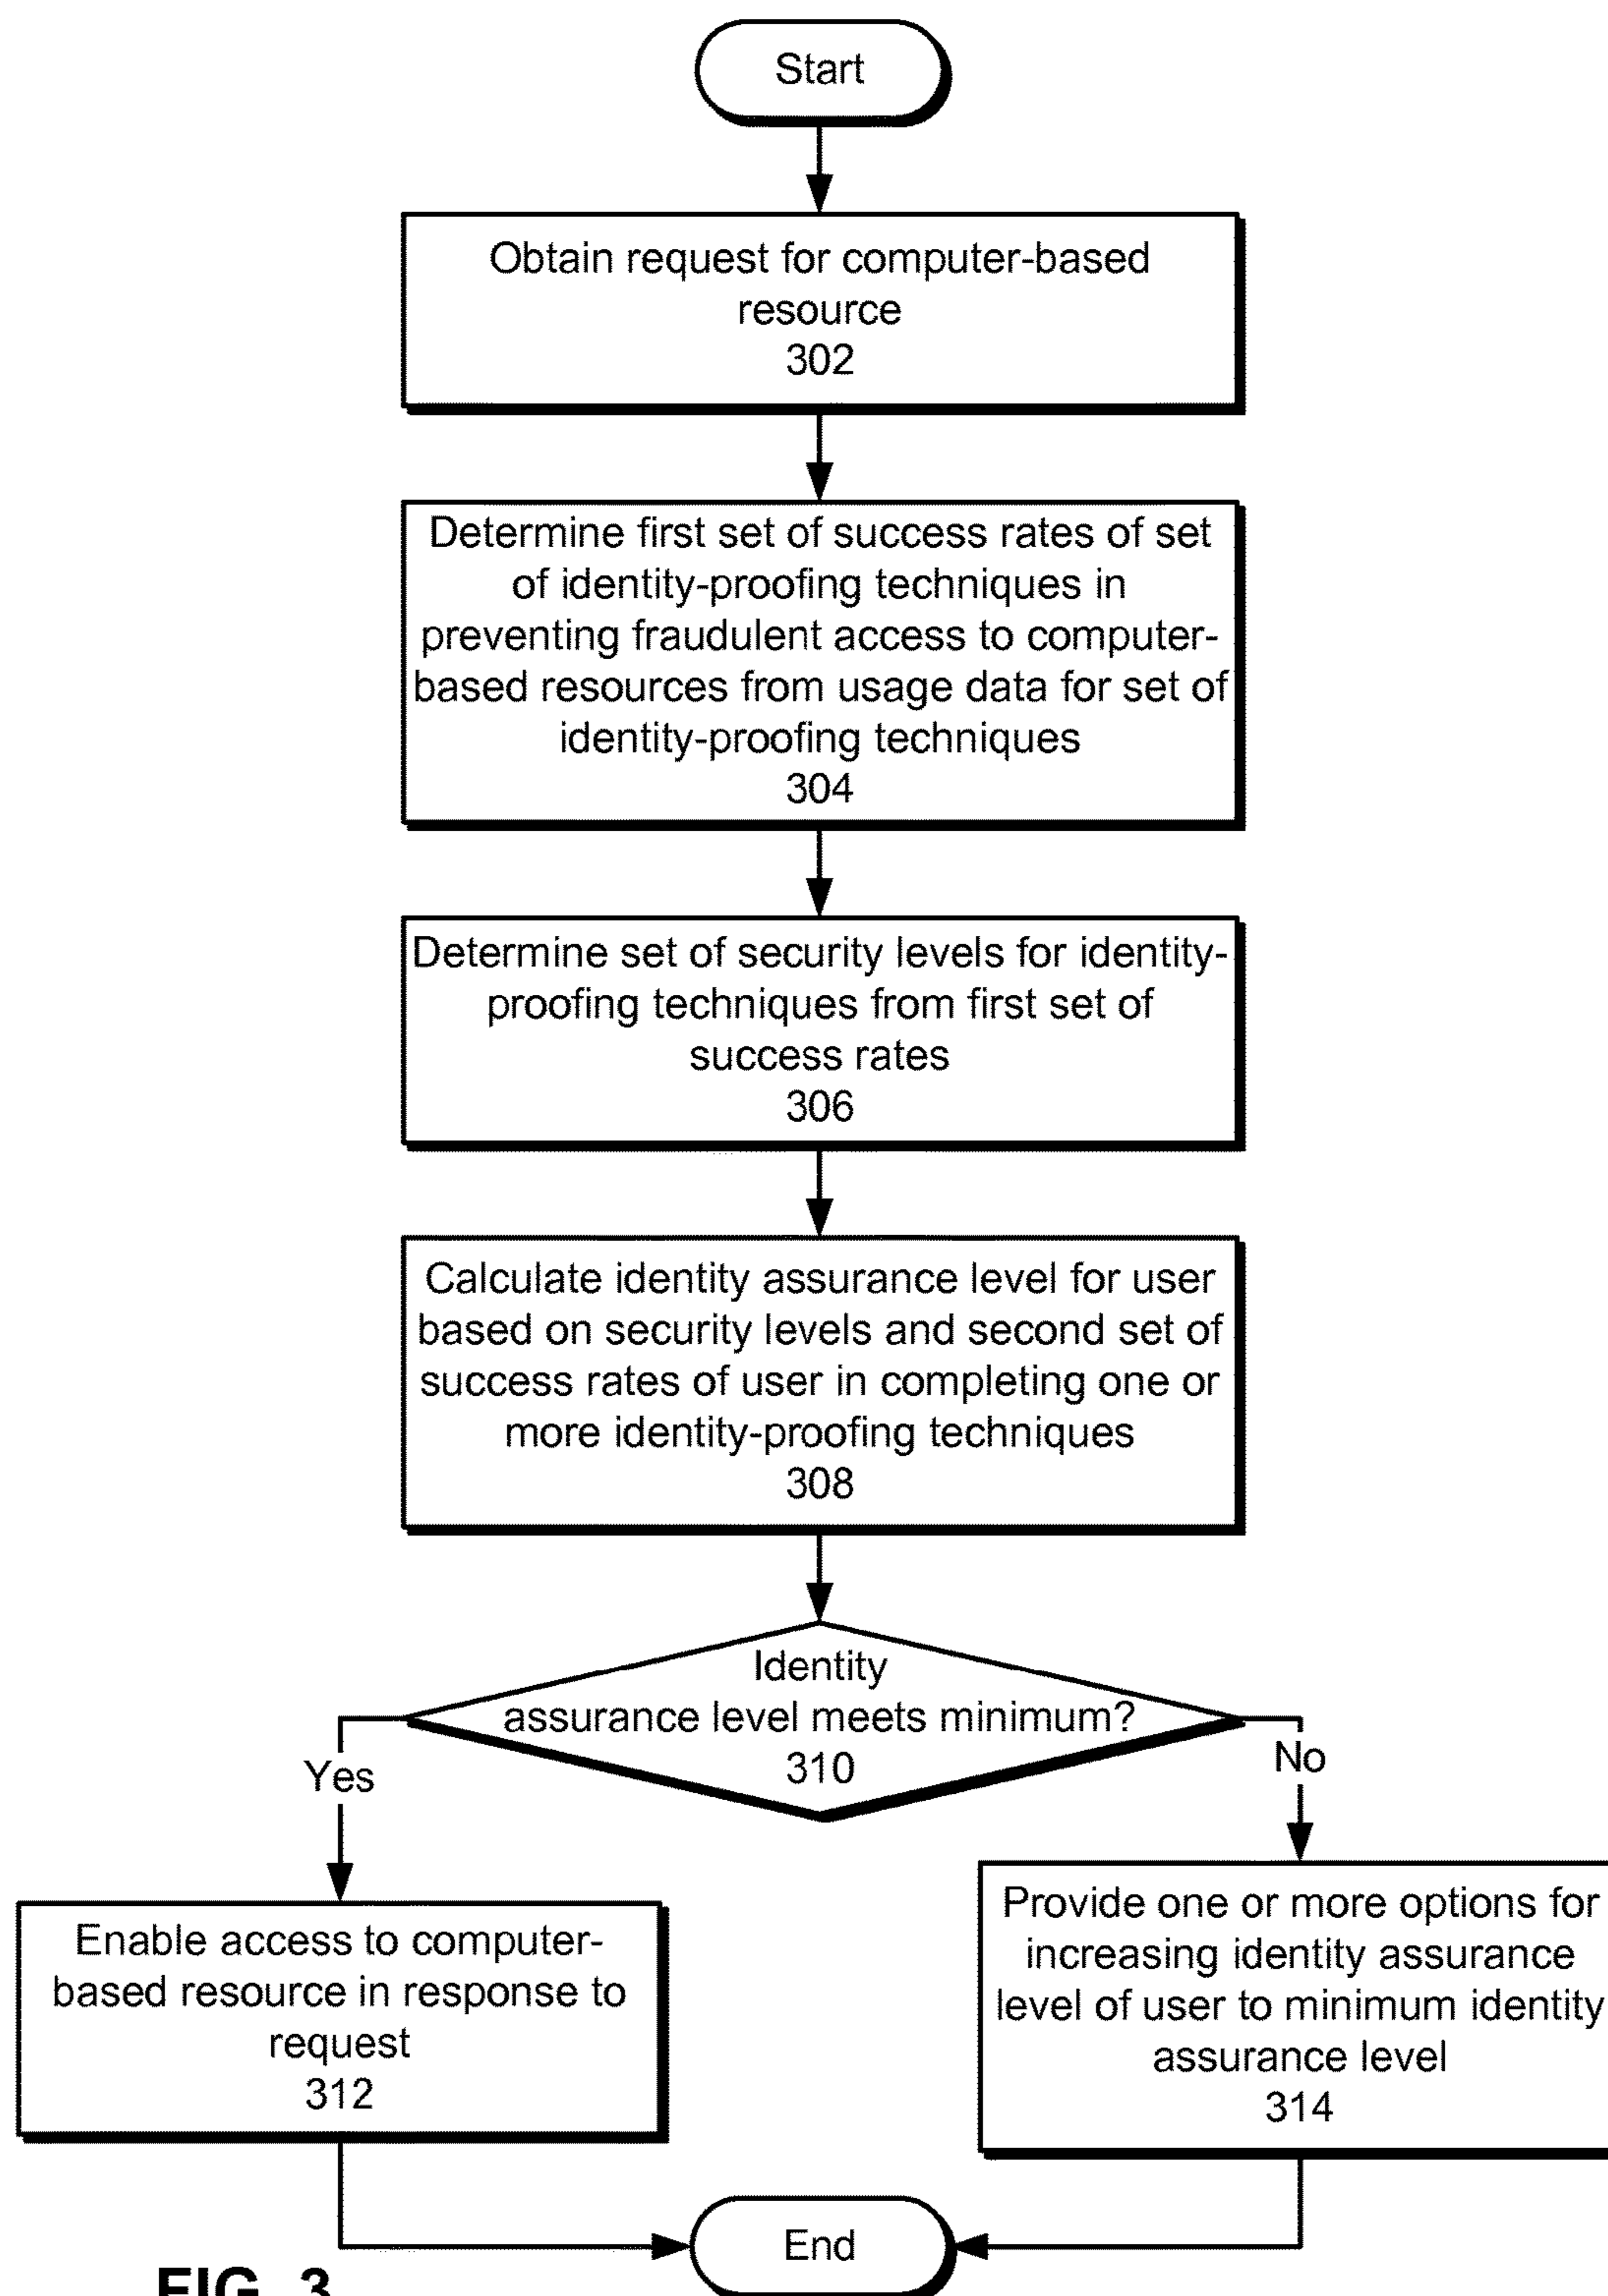 Start
Obtain request for computer-based
resource
302
Determine first set of success rates of set
of identity-proofing techniques in
preventing fraudulent access to computer-
based resources from usage data for set of
identity-proofing techniques
304
Determine set of security levels for identity-
proofing techniques from first set of
success rates
306
Calculate identity assurance level for user
based on security levels and second set of
success rates of user in completing one or
more identity-proofing techniques
308
Identity
assurance level meets minimum?
310
Yes
No
Enable access to computer-
based resource in response to
request
312
Provide one or more options for
increasing identity assurance
level of user to minimum identity
assurance level
314
End
FIG. 3